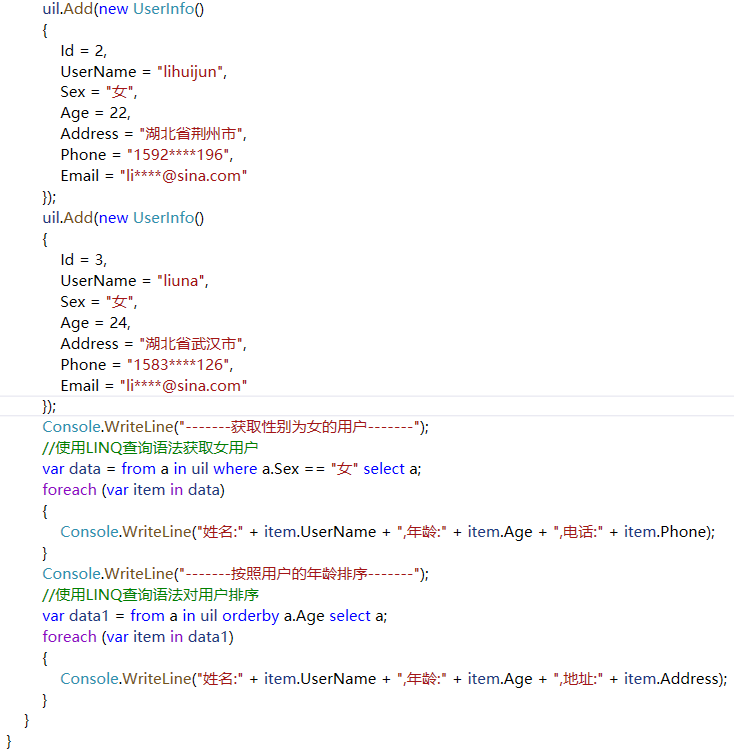 uil.Add(new UserInfo()
{
Id = 2,
UserName = "lihuijun",
Sex = "女",
Age = 22,
Address = "湖北省荆州市",
Phone = "1592****196",
Email = "li****@sina.com"
});
uil.Add(new UserInfo()
{
Id = 3,
UserName = "liuna",
Sex = "女",
Age = 24,
Address = "湖北省武汉市",
Phone = "1583****126",
Email = "li****@sina.com"
});
Console.WriteLine("-------获取性别为女的用户-------");
//使用LINQ查询语法获取女用户
var data = from a in uil where a.Sex == "女" select a;
foreach (var item in data)
{
Console.WriteLine("姓名:" + item.UserName + ",年龄:" + item.Age + ",电话:" + item.Phone);
}
Console.WriteLine("-------按照用户的年龄排序-------");
//使用LINQ查询语法对用户排序
var data1 = from a in uil orderby a.Age select a;
foreach (var item in data1)
{
Console.WriteLine("姓名:" + item.UserName + ",年龄:" + item.Age + ",地址:" + item.Address);
}
}
}